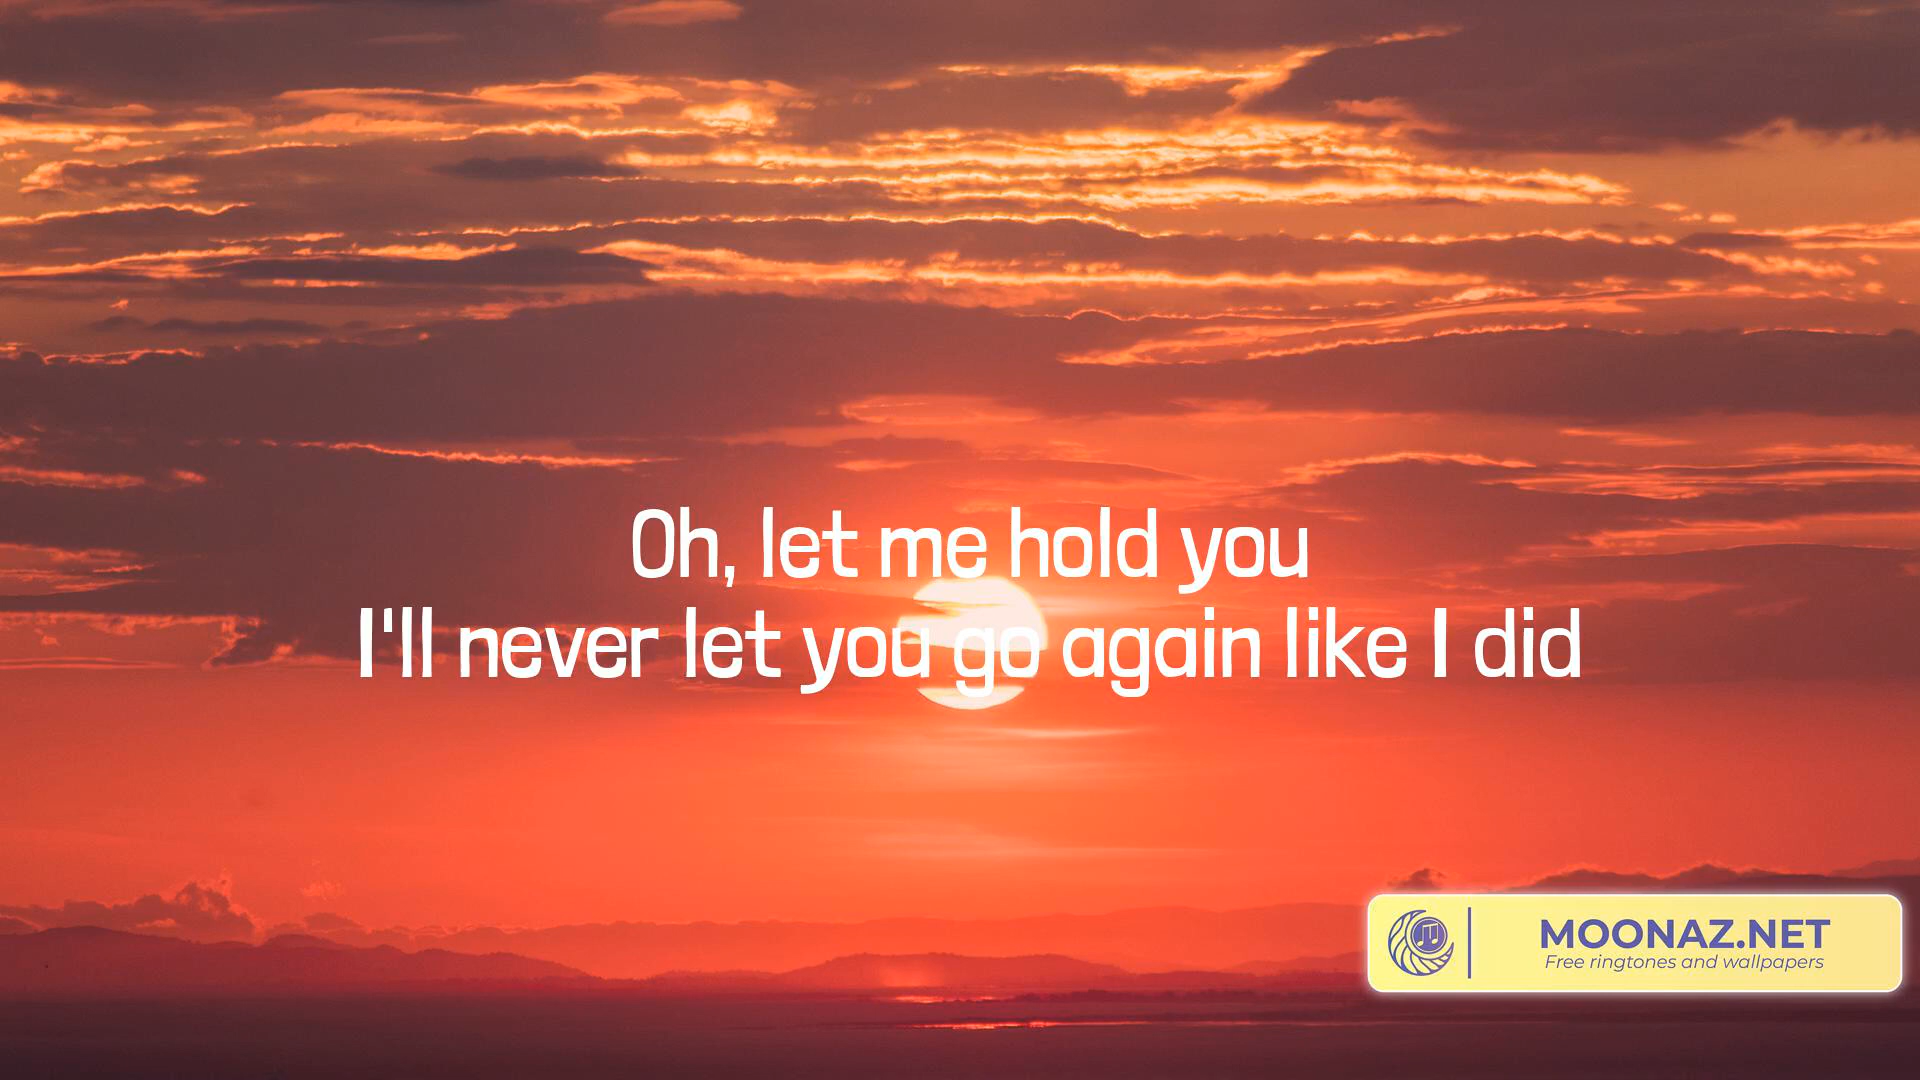 Oh, let me hold you
I'll never let you go again like I did
MOONAZ.NET
Free ringtones and wallpapers